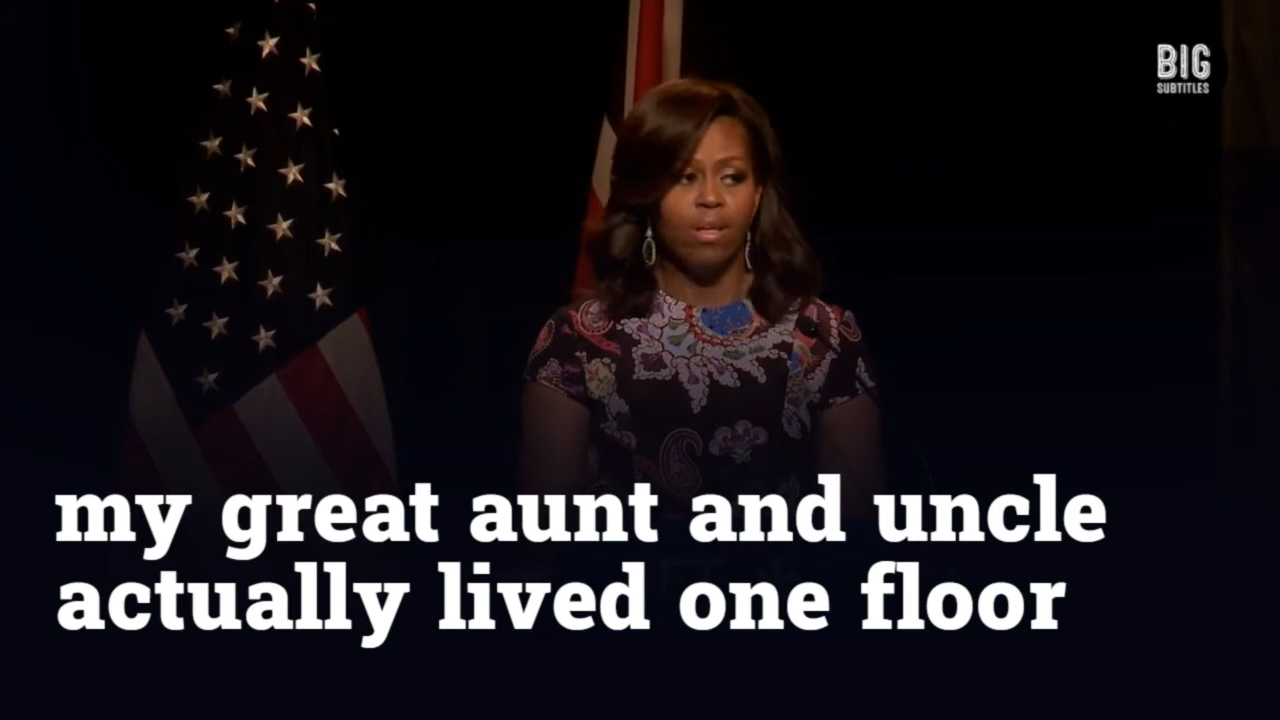 BIG
SUBTITLES
my great aunt and uncle
actually lived one floor